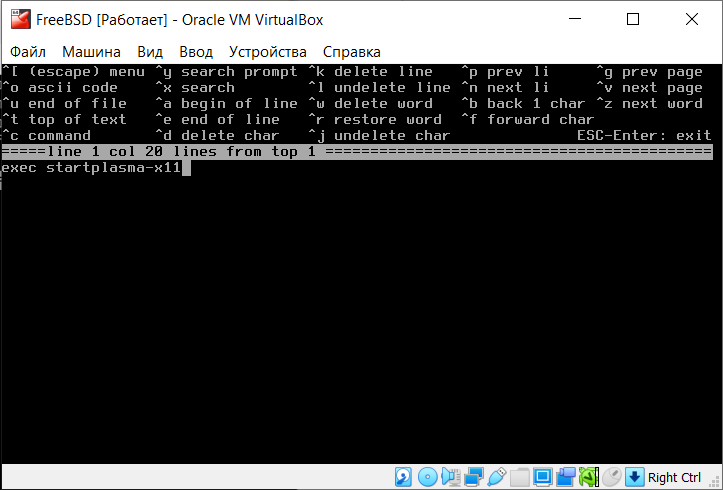 FreeBSD [Работает] - Oracle VM VirtualBox
Файл Машина Вид Ввод Устройства Справка
^[ (escape) menu ^y search prompt ^k delete line ^p prev li ^g prev page
^o ascii code ^x search ^l undelete line ^n next li ^v next page
^u end of file ^a begin of line ^w delete word ^b back 1 char ^z next word
^t top of text ^e end of line ^r restore word ^f forward char
^c command ^d delete char ^j undelete char ESC-Enter: exit
=====line 1 col 20 lines from top 1 ===========================================
exec startplasma-x11
Right Ctrl